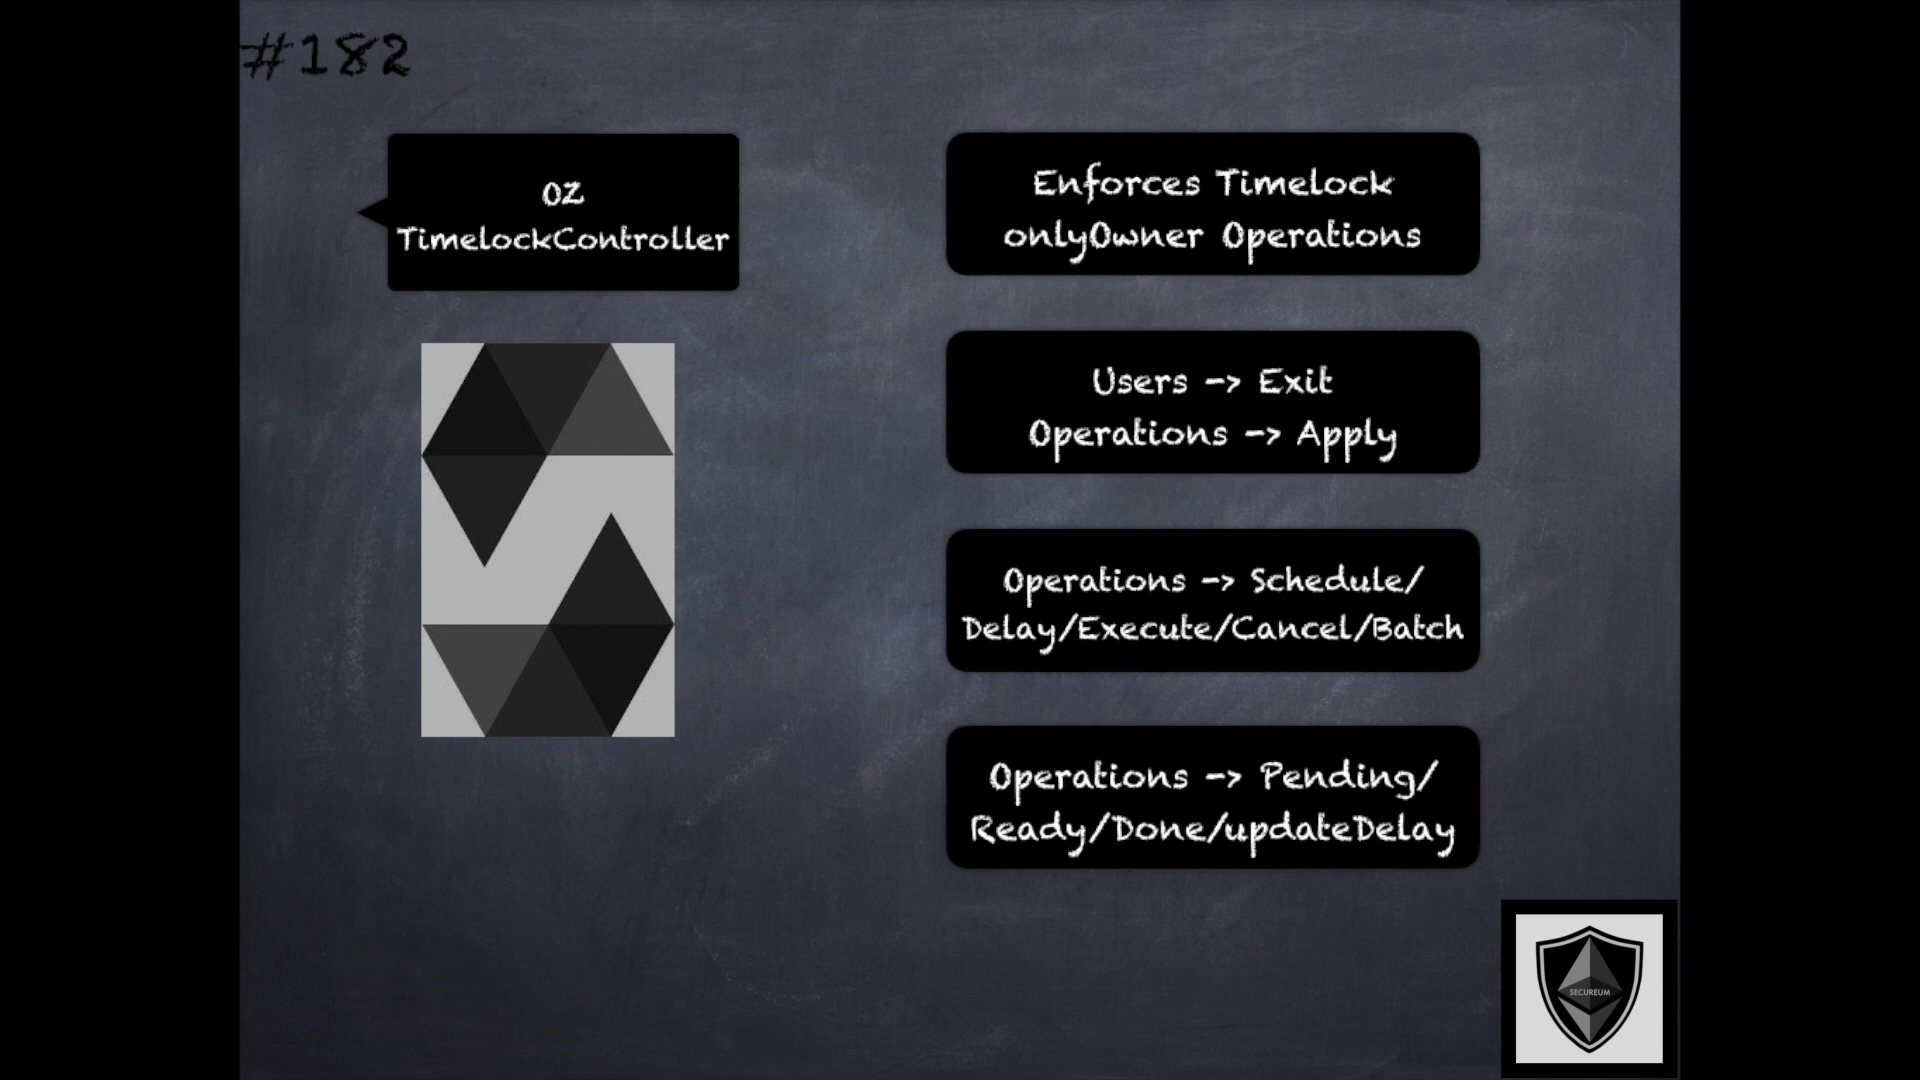 #182
OZ
TimelockController
Enforces Timelock
onlyOwner Operations
Users -> Exit
Operations -> Apply
Operations -> Schedule/
Delay/Execute/Cancel/Batch
Operations -> Pending/
Ready/Done/updateDelay
SECUREUM